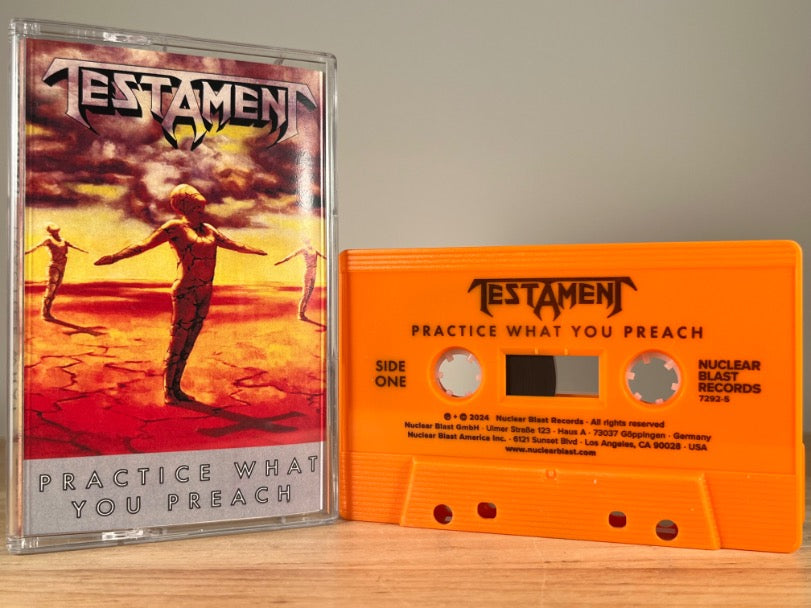 TESTAMENT
PRACTICE WHAT
YOU PREACH
TESTAMENT
PRACTICE WHAT YOU PREACH
SIDE
ONE
NUCLEAR
BLAST
RECORDS
7292-5
℗ + © 2024 Nuclear Blast Records · All rights reserved
Nuclear Blast GmbH · Ulmer Straße 123 · Haus A · 73037 Göppingen · Germany
Nuclear Blast America Inc. · 6121 Sunset Blvd · Los Angeles, CA 90028 · USA
www.nuclearblast.com